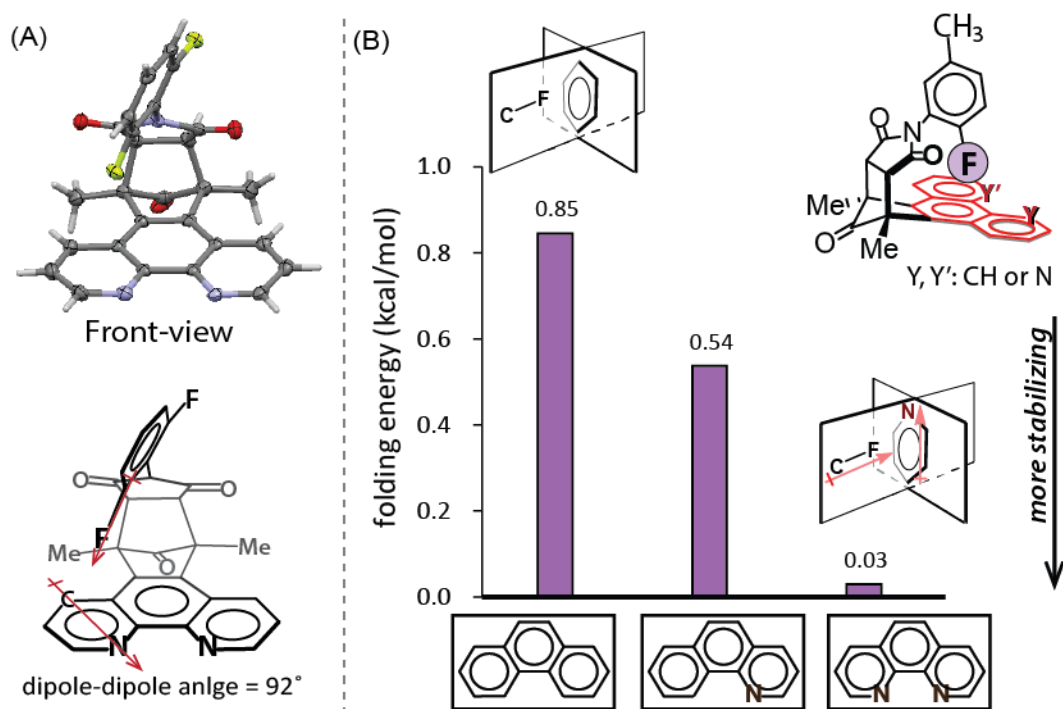 (A)
Front-view
F
O
O
F
Me
O
Me
C
N
N
dipole-dipole anlge = 92˚
(B)
C
F
CH₃
N
O
O
F
Y'
Y
Me
O
Me
Y, Y': CH or N
folding energy (kcal/mol)
1.0
0.8
0.6
0.4
0.2
0.0
0.85
0.54
0.03
N
C
F
more stabilizing
N
N
N